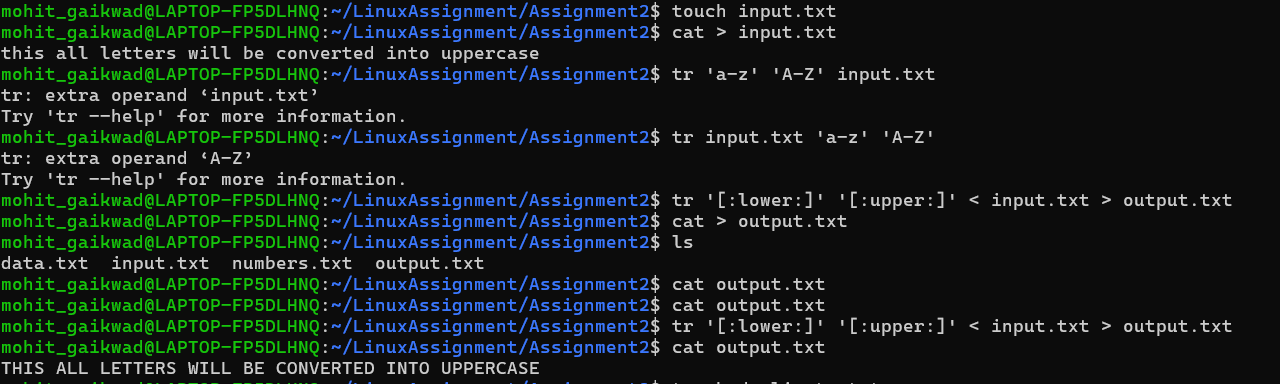 mohit_gaikwad@LAPTOP-FP5DLHNQ:~/LinuxAssignment/Assignment2$ touch input.txt
mohit_gaikwad@LAPTOP-FP5DLHNQ:~/LinuxAssignment/Assignment2$ cat > input.txt
this all letters will be converted into uppercase
mohit_gaikwad@LAPTOP-FP5DLHNQ:~/LinuxAssignment/Assignment2$ tr 'a-z' 'A-Z' input.txt
tr: extra operand ‘input.txt’
Try 'tr --help' for more information.
mohit_gaikwad@LAPTOP-FP5DLHNQ:~/LinuxAssignment/Assignment2$ tr input.txt 'a-z' 'A-Z'
tr: extra operand ‘A-Z’
Try 'tr --help' for more information.
mohit_gaikwad@LAPTOP-FP5DLHNQ:~/LinuxAssignment/Assignment2$ tr '[:lower:]' '[:upper:]' < input.txt > output.txt
mohit_gaikwad@LAPTOP-FP5DLHNQ:~/LinuxAssignment/Assignment2$ cat > output.txt
mohit_gaikwad@LAPTOP-FP5DLHNQ:~/LinuxAssignment/Assignment2$ ls
data.txt  input.txt  numbers.txt  output.txt
mohit_gaikwad@LAPTOP-FP5DLHNQ:~/LinuxAssignment/Assignment2$ cat output.txt
mohit_gaikwad@LAPTOP-FP5DLHNQ:~/LinuxAssignment/Assignment2$ cat output.txt
mohit_gaikwad@LAPTOP-FP5DLHNQ:~/LinuxAssignment/Assignment2$ tr '[:lower:]' '[:upper:]' < input.txt > output.txt
mohit_gaikwad@LAPTOP-FP5DLHNQ:~/LinuxAssignment/Assignment2$ cat output.txt
THIS ALL LETTERS WILL BE CONVERTED INTO UPPERCASE